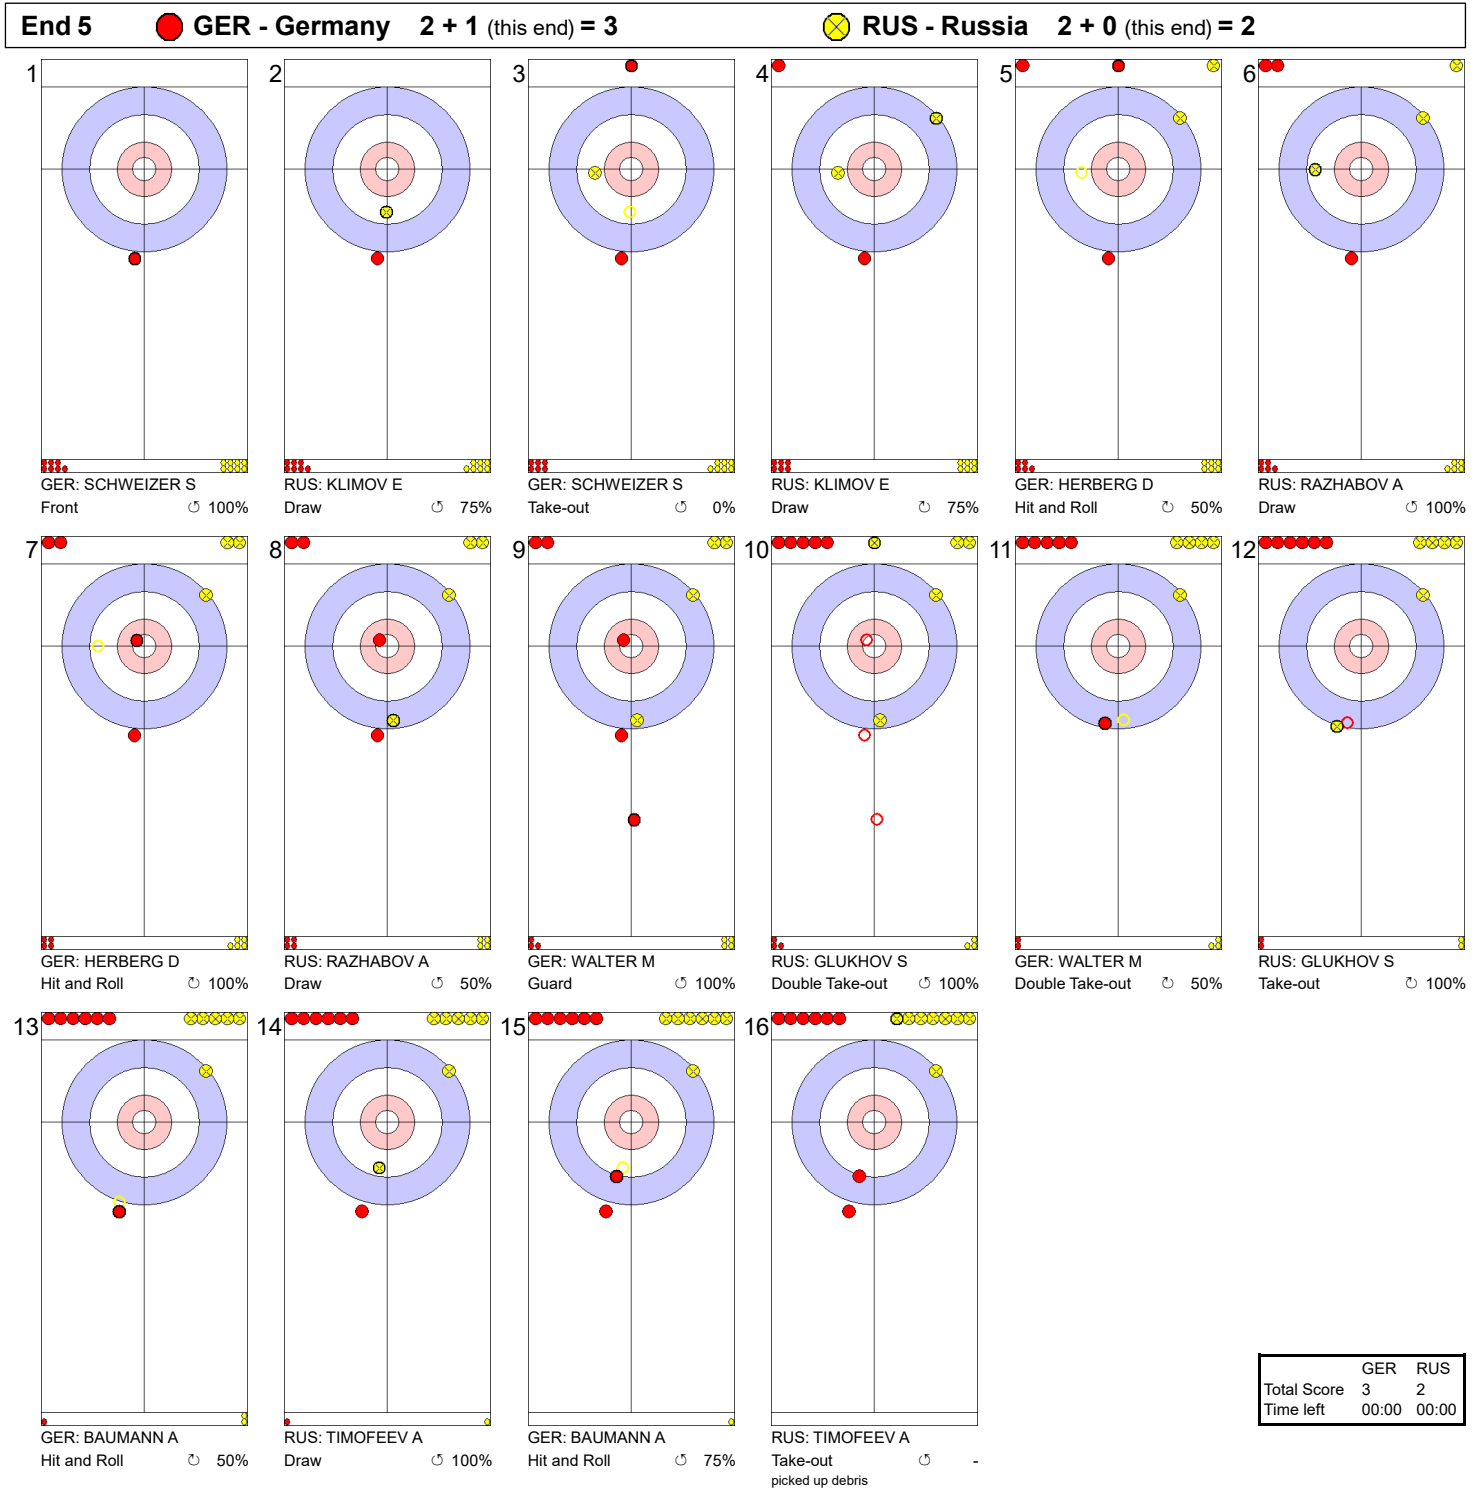 End 5 GER - Germany 2 + 1 (this end) = 3 RUS - Russia 2 + 0 (this end) = 2
1 2 3 4 5 6
GER: SCHWEIZER S RUS: KLIMOV E GER: SCHWEIZER S RUS: KLIMOV E GER: HERBERG D RUS: RAZHABOV A
Front ↺ 100% Draw ↺ 75% Take-out ↺ 0% Draw ↻ 75% Hit and Roll ↺ 50% Draw ↻ 100%
7 8 9 10 11 12
GER: HERBERG D RUS: RAZHABOV A GER: WALTER M RUS: GLUKHOV S GER: WALTER M RUS: GLUKHOV S
Hit and Roll ↻ 100% Draw ↺ 50% Guard ↻ 100% Double Take-out ↺ 100% Double Take-out ↻ 50% Take-out ↻ 100%
13 14 15 16
GER: BAUMANN A RUS: TIMOFEEV A GER: BAUMANN A RUS: TIMOFEEV A
Hit and Roll ↻ 50% Draw ↺ 100% Hit and Roll ↺ 75% Take-out ↺ -
picked up debris
GER RUS
Total Score 3 2
Time left 00:00 00:00